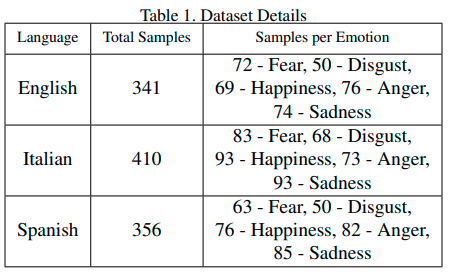 Table 1. Dataset Details
Language Total Samples Samples per Emotion
72 - Fear, 50 - Disgust,
English 341 69 - Happiness, 76 - Anger,
74 - Sadness
83 - Fear, 68 - Disgust,
Italian 410 93 - Happiness, 73 - Anger,
93 - Sadness
63 - Fear, 50 - Disgust,
Spanish 356 76 - Happiness, 82 - Anger,
85 - Sadness